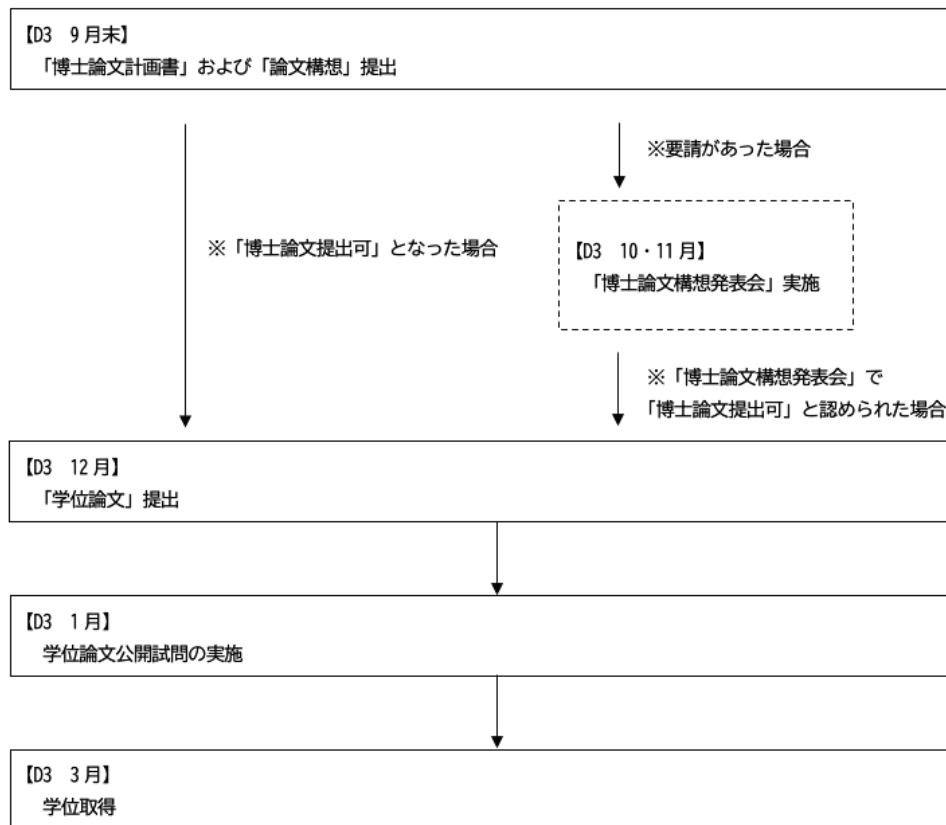 【D3 9月末】
「博士論文計画書」および「論文構想」提出
※要請があった場合
※「博士論文提出可」となった場合
【D3 10・11月】
「博士論文構想発表会」実施
※「博士論文構想発表会」で
「博士論文提出可」と認められた場合
【D3 12月】
「学位論文」提出
【D3 1月】
学位論文公開試問の実施
【D3 3月】
学位取得